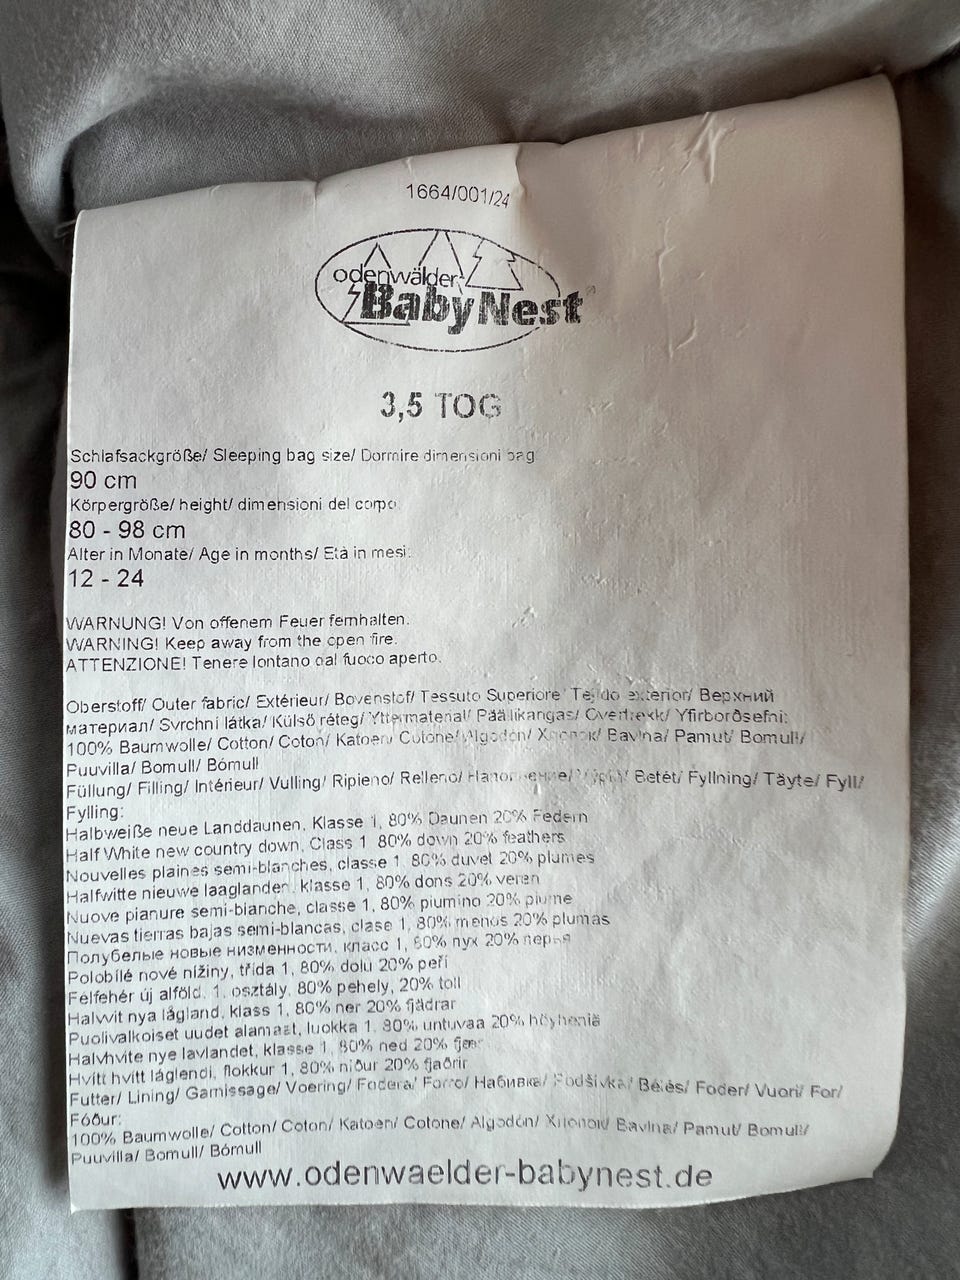 1664/001/24
odenwälder
BabyNest®
3,5 TOG
Schlafsackgröße/ Sleeping bag size/ Dormire dimensioni bag
90 cm
Körpergröße/ height/ dimensioni del corpo
80 - 98 cm
Alter in Monate/ Age in months/ Età in mesi:
12 - 24
WARNUNG! Von offenem Feuer fernhalten.
WARNING! Keep away from the open fire.
ATTENZIONE! Tenere lontano dal fuoco aperto.
Oberstoff/ Outer fabric/ Extérieur/ Bovenstof/ Tessuto Superiore/ Tejido exterior/ Верхний
материал/ Svrchní látka/ Külső réteg/ Yttermaterial/ Päällikangas/ Overtrekk/ Yfirborðsefni:
100% Baumwolle/ Cotton/ Coton/ Katoen/ Cotone/ Algodón/ Хлопок/ Bavlna/ Pamut/ Bomull/
Puuvilla/ Bomull/ Bómull
Füllung/ Filling/ Intérieur/ Vulling/ Ripieno/ Relleno/ Наполнение/ Betét/ Fyllning/ Täyte/ Fyll/
Fylling:
Halbweiße neue Landdaunen, Klasse 1, 80% Daunen 20% Federn
Half White new country down, Class 1 80% down 20% feathers
Nouvelles plaines semi-blanches, classe 1, 80% duvet 20% plumes
Halfwitte nieuwe laaglanden, klasse 1, 80% dons 20% veren
Nuove pianure semi-bianche, classe 1, 80% piumino 20% piume
Nuevas tierras bajas semi-blancas, clase 1, 80% menos 20% plumas
Полубелые новые низменности, класс 1, 80% пух 20% перья
Polobílé nové nížiny, třída 1, 80% dolu 20% peří
Félfehér új alföld, 1. osztály, 80% pehely, 20% toll
Halvvit nya lågland, klass 1, 80% ner 20% fjädrar
Puolivalkoiset uudet alamaat, luokka 1, 80% untuvaa 20% höyheniä
Halvhvite nye lavlandet, klasse 1, 80% ned 20% fjær
Hvítt hvítt láglendi, flokkur 1, 80% niður 20% fjaðrir
Futter/ Lining/ Garnissage/ Voering/ Fodera/ Forro/ Набивка/ Podšívka/ Bélés/ Foder/ Vuori/ For/
Fóður:
100% Baumwolle/ Cotton/ Coton/ Katoen/ Cotone/ Algodón/ Хлопок/ Bavlna/ Pamut/ Bomull/
Puuvilla/ Bomull/ Bómull
www.odenwaelder-babynest.de